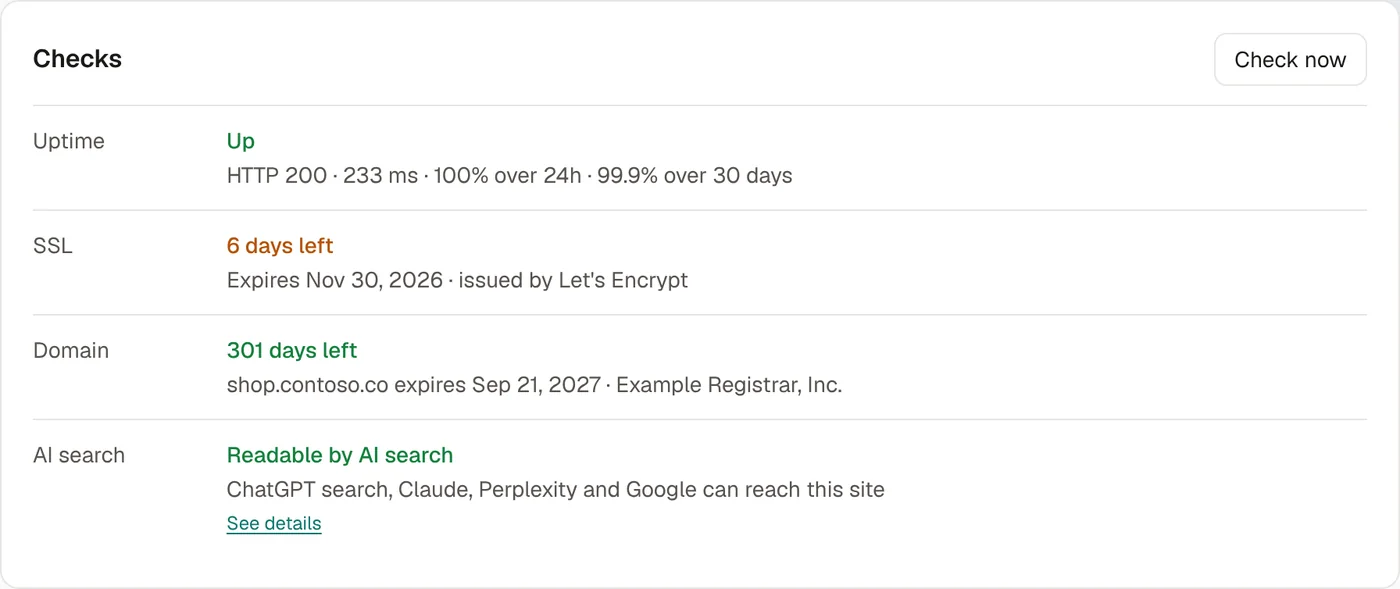 Checks
Check now
Uptime
Up
HTTP 200 · 233 ms · 100% over 24h · 99.9% over 30 days
SSL
6 days left
Expires Nov 30, 2026 · issued by Let's Encrypt
Domain
301 days left
shop.contoso.co expires Sep 21, 2027 · Example Registrar, Inc.
AI search
Readable by AI search
ChatGPT search, Claude, Perplexity and Google can reach this site
See details